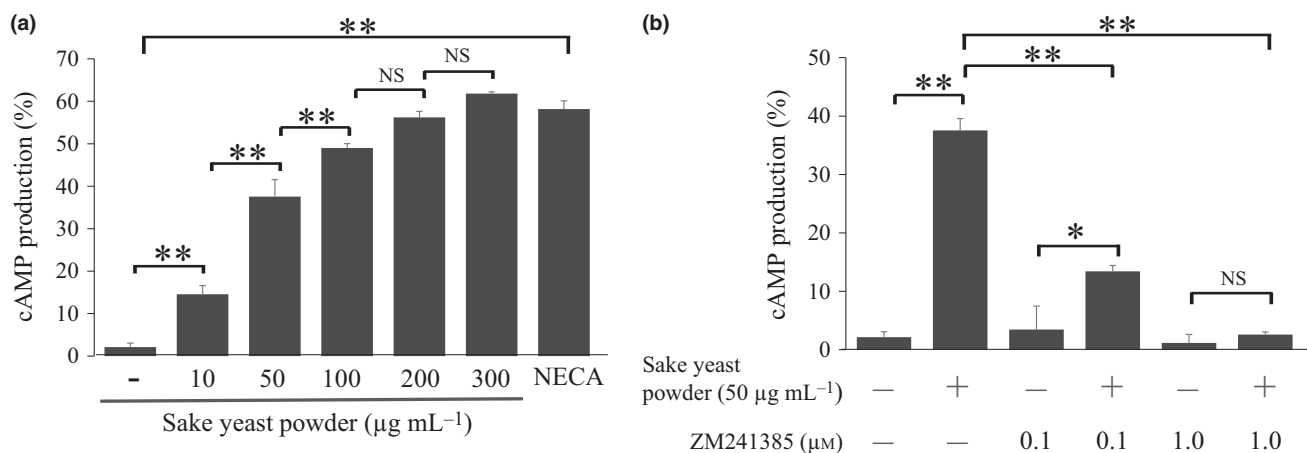 (a)
**
70
60
50
40
30
20
10
0
cAMP production (%)
**
**
**
NS
NS
- 10 50 100 200 300 NECA
Sake yeast powder (µg mL⁻¹)
(b)
**
**
**
*
NS
50
40
30
20
10
0
cAMP production (%)
Sake yeast
powder (50 µg mL⁻¹) — + — + — +
ZM241385 (µM) — — 0.1 0.1 1.0 1.0